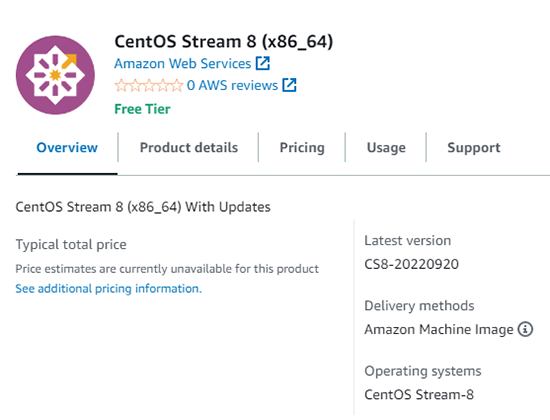 CentOS Stream 8 (x86_64)
Amazon Web Services
0 AWS reviews
Free Tier
Overview Product details Pricing Usage Support
CentOS Stream 8 (x86_64) With Updates
Typical total price
Price estimates are currently unavailable for this product
See additional pricing information.
Latest version
CS8-20220920
Delivery methods
Amazon Machine Image
Operating systems
CentOS Stream-8